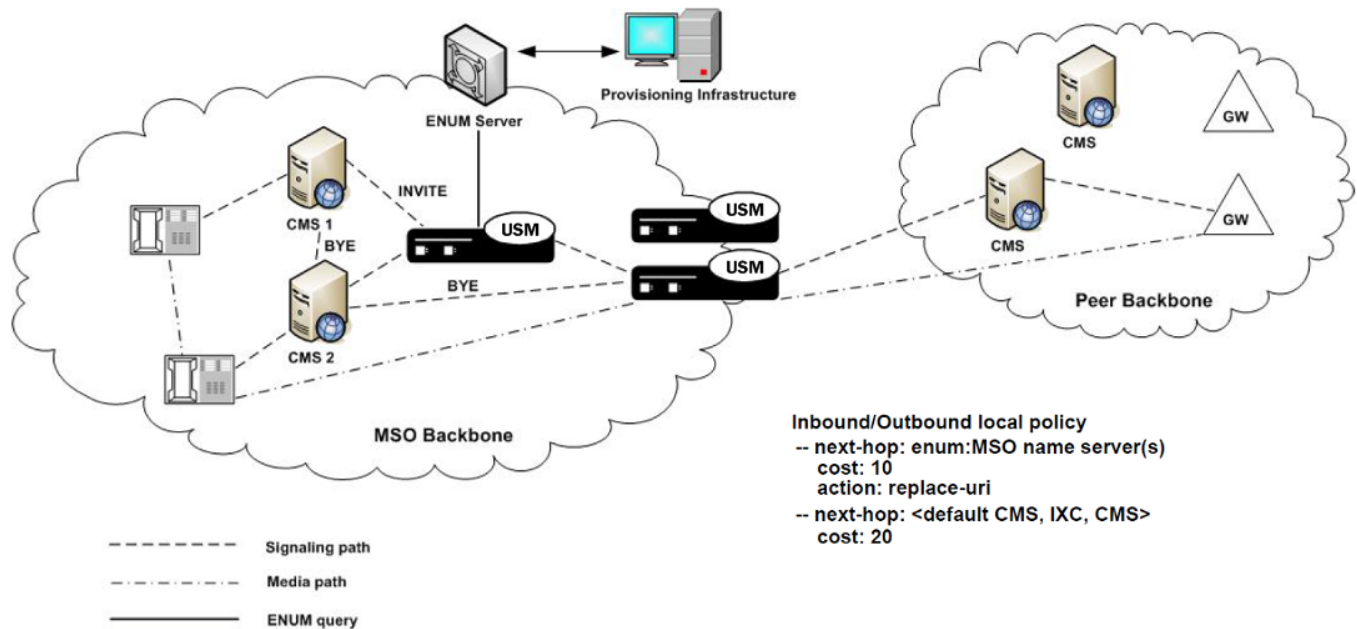 Provisioning Infrastructure
ENUM Server
CMS
GW
INVITE
CMS 1
BYE
USM
USM
CMS
GW
USM
BYE
CMS 2
Peer Backbone
MSO Backbone
Inbound/Outbound local policy
-- next-hop: enum:MSO name server(s)
cost: 10
action: replace-uri
-- next-hop: <default CMS, IXC, CMS>
cost: 20
Signaling path
Media path
ENUM query